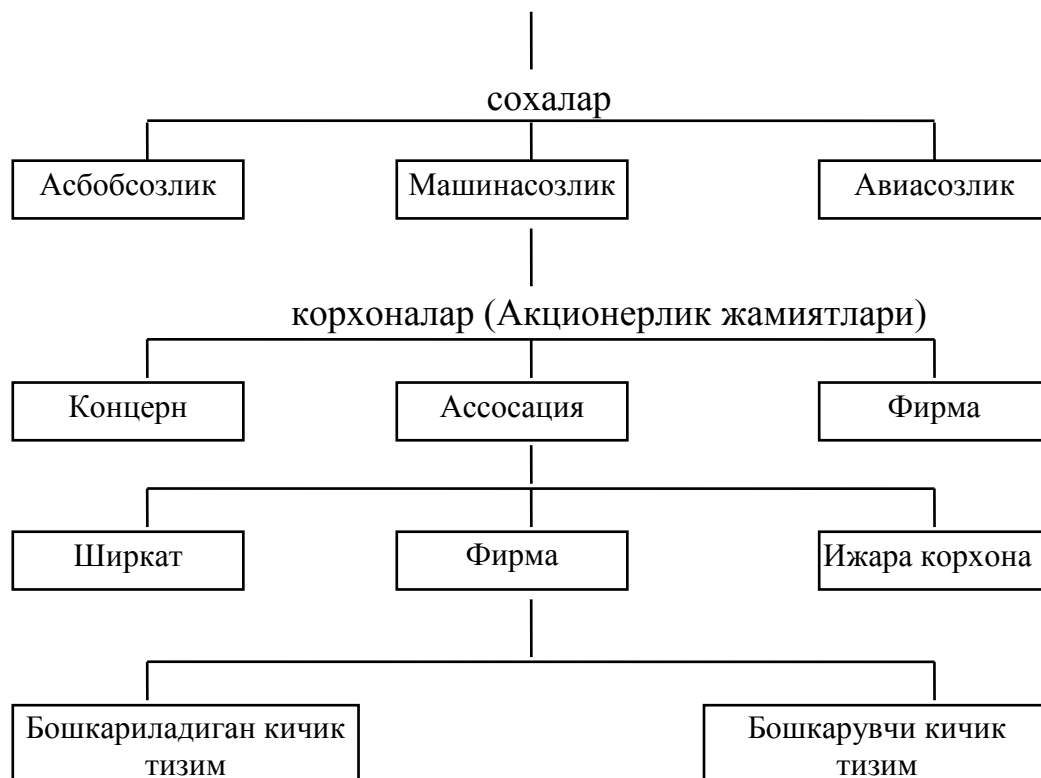 сохалар
Асбобсозлик
Машинасозлик
Авиасозлик
корхоналар (Акционерлик жамиятлари)
Концерн
Ассосация
Фирма
Ширкат
Фирма
Ижара корхона
Бошкариладиган кичик
тизим
Бошкарувчи кичик
тизим